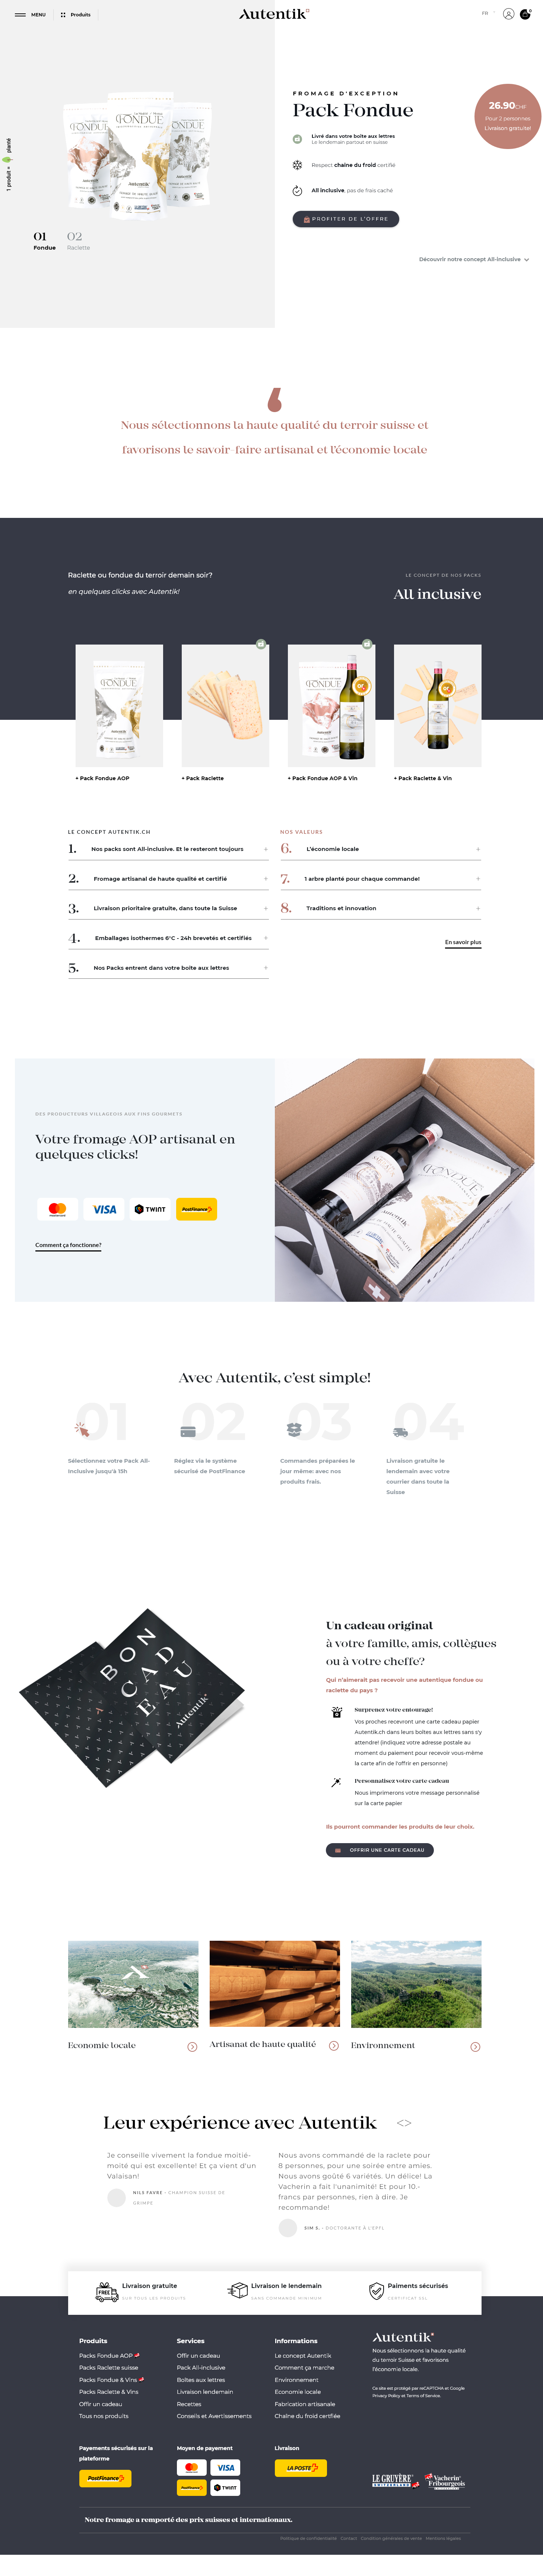 MENU
Produits
Autentik
FR
0
1 produit = planté
01
Fondue
02
Raclette
FROMAGE D'EXCEPTION
Pack Fondue
26.90CHF
Pour 2 personnes
Livraison gratuite!
Livré dans votre boîte aux lettres
Le lendemain partout en suisse
Respect chaîne du froid certifié
All inclusive, pas de frais caché
PROFITER DE L'OFFRE
Découvrir notre concept All-inclusive
Nous sélectionnons la haute qualité du terroir suisse et
favorisons le savoir-faire artisanal et l'économie locale
Raclette ou fondue du terroir demain soir?
en quelques clicks avec Autentik!
LE CONCEPT DE NOS PACKS
All inclusive
FONDUE
FONDUE
+ Pack Fondue AOP
+ Pack Raclette
+ Pack Fondue AOP & Vin
+ Pack Raclette & Vin
LE CONCEPT AUTENTIK.CH
1. Nos packs sont All-inclusive. Et le resteront toujours +
2. Fromage artisanal de haute qualité et certifié +
3. Livraison prioritaire gratuite, dans toute la Suisse +
4. Emballages isothermes 6°C - 24h brevetés et certifiés +
5. Nos Packs entrent dans votre boîte aux lettres +
NOS VALEURS
6. L'économie locale +
7. 1 arbre planté pour chaque commande! +
8. Traditions et innovation +
En savoir plus
DES PRODUCTEURS VILLAGEOIS AUX FINS GOURMETS
Votre fromage AOP artisanal en
quelques clicks!
VISA
TWINT
PostFinance
Comment ça fonctionne?
FONDUE
Avec Autentik, c'est simple!
01
Sélectionnez votre Pack All-
Inclusive jusqu'à 15h
02
Réglez via le système
sécurisé de PostFinance
03
Commandes préparées le
jour même: avec nos
produits frais.
04
Livraison gratuite le
lendemain avec votre
courrier dans toute la
Suisse
BON
CAD
EAU
Autentik
Un cadeau original
à votre famille, amis, collègues
ou à votre cheffe?
Qui n'aimerait pas recevoir une autentique fondue ou
raclette du pays ?
Surprenez votre entourage!
Vos proches recevront une carte cadeau papier
Autentik.ch dans leurs boîtes aux lettres sans s'y
attendre! (indiquez votre adresse postale au
moment du paiement pour recevoir vous-même
la carte afin de l'offrir en personne)
Personnalisez votre carte cadeau
Nous imprimerons votre message personnalisé
sur la carte papier
Ils pourront commander les produits de leur choix.
OFFRIR UNE CARTE CADEAU
Economie locale
Artisanat de haute qualité
Environnement
Leur expérience avec Autentik
<>
Je conseille vivement la fondue moitié-
moité qui est excellente! Et ça vient d'un
Valaisan!
NILS FAVRE - CHAMPION SUISSE DE
GRIMPE
Nous avons commandé de la raclete pour
8 personnes, pour une soirée entre amies.
Nous avons goûté 6 variétés. Un délice! La
Vacherin a fait l'unanimité! Et pour 10.-
francs par personnes, rien à dire. Je
recommande!
SIM S. - DOCTORANTE À L'EPFL
FREE
Livraison gratuite
SUR TOUS LES PRODUITS
Livraison le lendemain
SANS COMMANDE MINIMUM
Paiments sécurisés
CERTIFICAT SSL
Produits
Packs Fondue AOP
Packs Raclette suisse
Packs Fondue & Vins
Packs Raclette & Vins
Offir un cadeau
Tous nos produits
Services
Offir un cadeau
Pack All-inclusive
Boîtes aux lettres
Livraison lendemain
Recettes
Conseils et Avertissements
Informations
Le concept Autentik
Comment ça marche
Environnement
Economie locale
Fabrication artisanale
Chaîne du froid certfiée
Autentik
Nous sélectionnons la haute qualité
du terroir Suisse et favorisons
l'économie locale.
Ce site est protégé par reCAPTCHA et Google
Privacy Policy et Terms of Service.
Payements sécurisés sur la
plateforme
PostFinance
Moyen de payement
VISA
PostFinance
TWINT
Livraison
LA POSTE
LE GRUYÈRE
SWITZERLAND
Vacherin
Fribourgeois
Notre fromage a remporté des prix suisses et internationaux.
Politique de confidentialité Contact Condition générales de vente Mentions légales